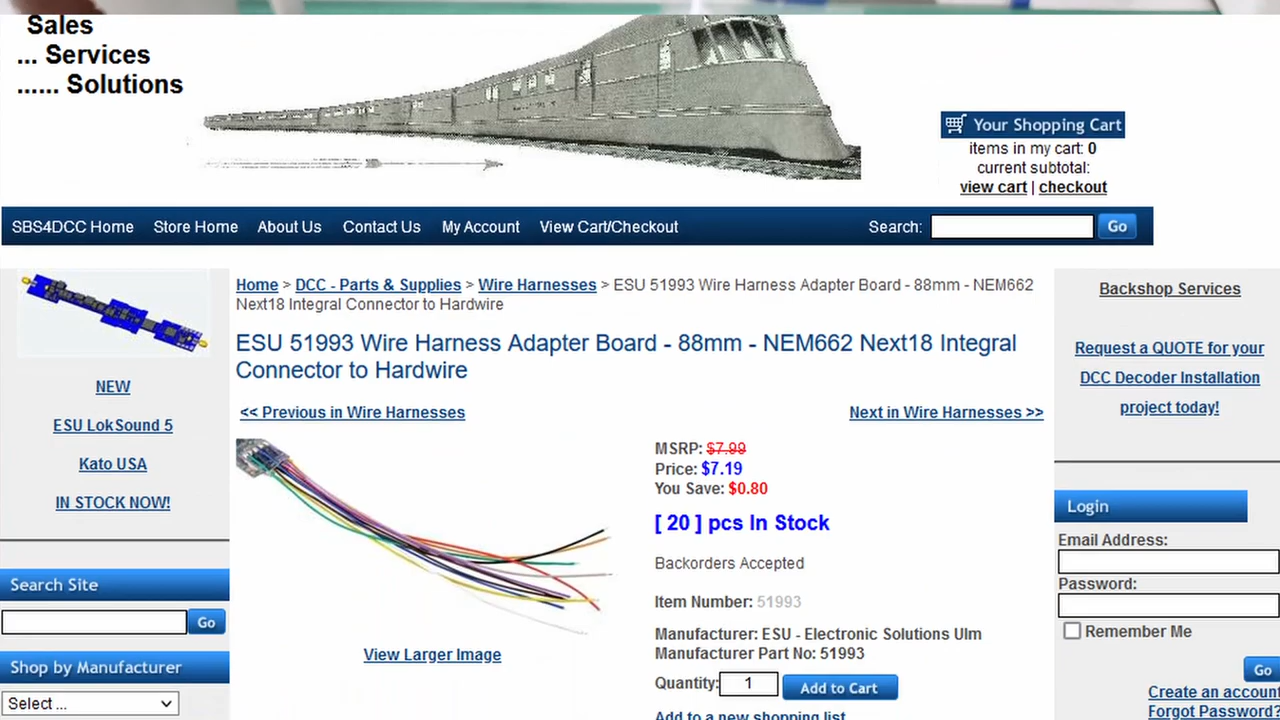 Sales
... Services
...... Solutions
Your Shopping Cart
items in my cart: 0
current subtotal:
view cart | checkout
SBS4DCC Home Store Home About Us Contact Us My Account View Cart/Checkout Search: Go
NEW
ESU LokSound 5
Kato USA
IN STOCK NOW!
Search Site
Go
Shop by Manufacturer
Select ...
Home > DCC - Parts & Supplies > Wire Harnesses > ESU 51993 Wire Harness Adapter Board - 88mm - NEM662
Next18 Integral Connector to Hardwire
ESU 51993 Wire Harness Adapter Board - 88mm - NEM662 Next18 Integral
Connector to Hardwire
<< Previous in Wire Harnesses Next in Wire Harnesses >>
View Larger Image
MSRP: $7.99
Price: $7.19
You Save: $0.80
[ 20 ] pcs In Stock
Backorders Accepted
Item Number: 51993
Manufacturer: ESU - Electronic Solutions Ulm
Manufacturer Part No: 51993
Quantity: 1 Add to Cart
Add to a new shopping list
Backshop Services
Request a QUOTE for your
DCC Decoder Installation
project today!
Login
Email Address:
Password:
Remember Me
Go
Create an account
Forgot Password?